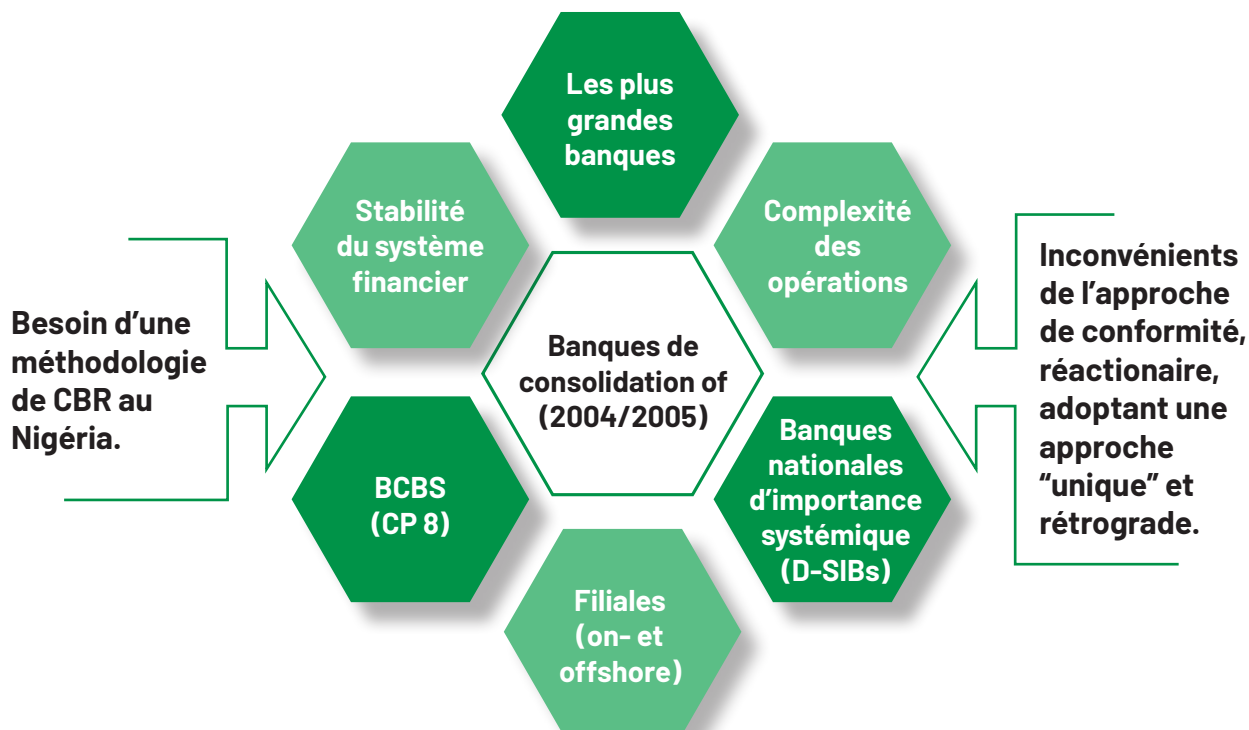 Les plus
grandes
banques
Stabilité
du système
financier
Complexité
des
opérations
Besoin d’une
méthodologie
de CBR au
Nigéria.
Banques de
consolidation of
(2004/2005)
Inconvénients
de l’approche
de conformité,
réactionaire,
adoptant une
approche
“unique” et
rétrograde.
BCBS
(CP 8)
Banques
nationales
d’importance
systémique
(D-SIBs)
Filiales
(on- et
offshore)